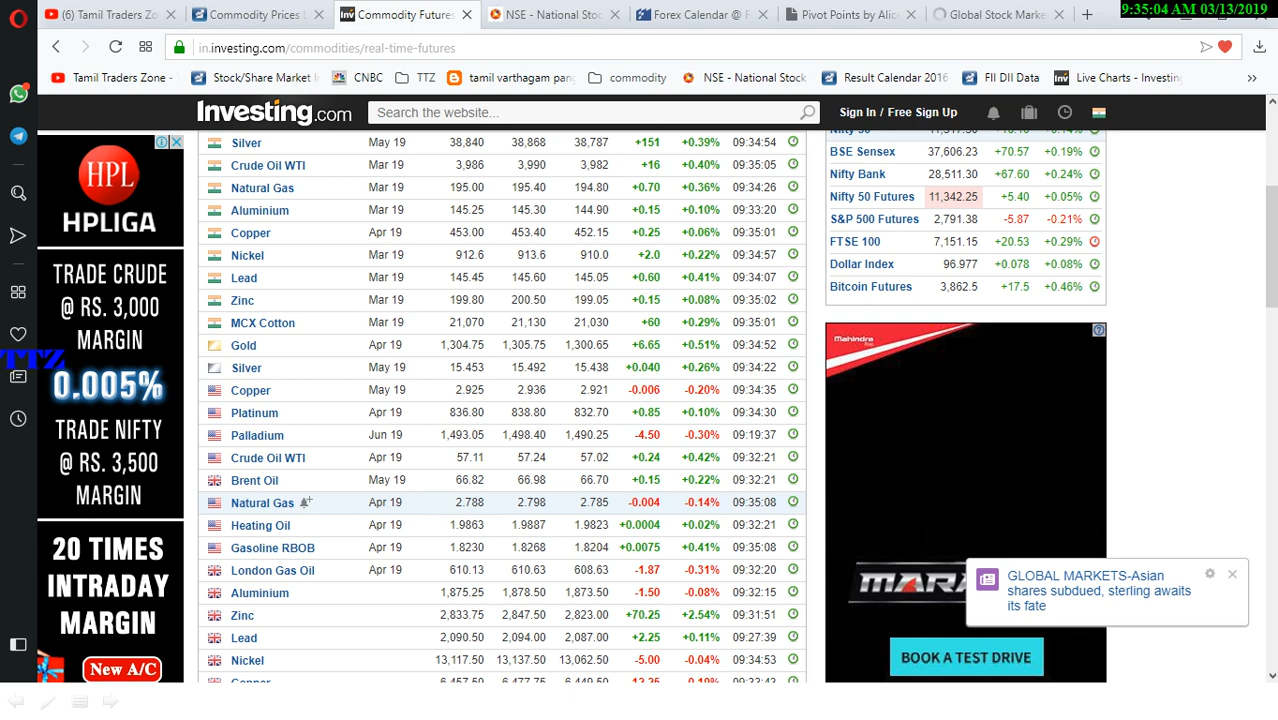 Tamil Traders Zo
Commodity Prices L
Commodity Futures
NSE - National Stoc
Forex Calendar @
Pivot Points by Alice
Global Stock Marke
9:35:04 AM 03/13/2019
in.investing.com/commodities/real-time-futures
Tamil Traders Zone -
Stock/Share Market I
CNBC
TTZ
tamil varthagam pan
commodity
NSE - National Stock
Result Calendar 2016
FII DII Data
Live Charts - Investin
Investing.com
Search the website...
Sign In / Free Sign Up
HPL
HPLIGA
TRADE CRUDE
@ RS. 3,000
MARGIN
TTZ
0.005%
TRADE NIFTY
@ RS. 3,500
MARGIN
20 TIMES
INTRADAY
MARGIN
New A/C
Silver May 19 38,840 38,868 38,787 +151 +0.39% 09:34:54
Crude Oil WTI Mar 19 3,986 3,989 3,982 +16 +0.40% 09:35:05
Natural Gas Mar 19 195.00 195.40 194.80 +0.70 +0.36% 09:34:26
Aluminium Mar 19 145.25 145.30 144.90 +0.15 +0.10% 09:33:20
Copper Apr 19 453.00 453.40 452.15 +0.25 +0.06% 09:35:01
Nickel Mar 19 912.6 913.6 910.0 +2.0 +0.22% 09:34:57
Lead Mar 19 145.45 145.60 145.05 +0.60 +0.41% 09:34:07
Zinc Mar 19 199.80 200.50 199.05 +0.15 +0.08%
MCX Cotton Mar 19 21,070 21,130 21,030 +60 +0.29% 09:35:01
Gold Apr 19 1,304.75 1,305.75 1,300.65 +6.65 +0.51% 09:34:52
Silver May 19 15.453 15.492 15.438 +0.040 +0.26%
Copper May 19 2.925 2.936 2.921 -0.006 -0.20%
Platinum Apr 19 836.80 838.80 832.70 +0.85 +0.10% 09:34:30
Palladium Jun 19 1,493.05 1,498.40 1,490.25 -4.50 -0.30% 09:19:37
Crude Oil WTI Apr 19 57.11 57.24 57.02 +0.24 +0.42% 09:32:21
Brent Oil May 19 66.82 66.98 66.70 +0.15 +0.22% 09:32:21
Natural Gas Apr 19 2.788 2.798 2.785 -0.004 -0.14% 09:35:08
Heating Oil Apr 19 1.9863 1.9887 1.9823 +0.0004 +0.02% 09:32:21
Gasoline RBOB Apr 19 1.8230 1.8268 1.8204 +0.0075 +0.41% 09:32:08
London Gas Oil Apr 19 610.13 610.63 608.63 -1.87 -0.31% 09:32:20
Aluminium 1,875.25 1,878.50 1,873.50 -1.50 -0.08% 09:32:15
Zinc 2,833.75 2,847.50 2,823.00 +70.25 +2.54% 09:31:51
Lead 2,090.50 2,094.00 2,087.00 +2.25 +0.11% 09:27:39
Nickel 13,117.50 13,137.50 13,062.50 -5.00 -0.04% 09:34:53
BSE Sensex 37,606.23 +70.57 +0.19%
Nifty Bank 28,511.30 +67.60 +0.24%
Nifty 50 Futures 11,342.25 +5.40 +0.05%
S&P 500 Futures 2,791.38 -5.87 -0.21%
FTSE 100 7,151.15 +20.53 +0.29%
Dollar Index 96.977 +0.078 +0.08%
Bitcoin Futures 3,862.5 +17.5 +0.46%
Mahindra
Rise
MARA
GLOBAL MARKETS-Asian
shares subdued, sterling awaits
its fate
BOOK A TEST DRIVE